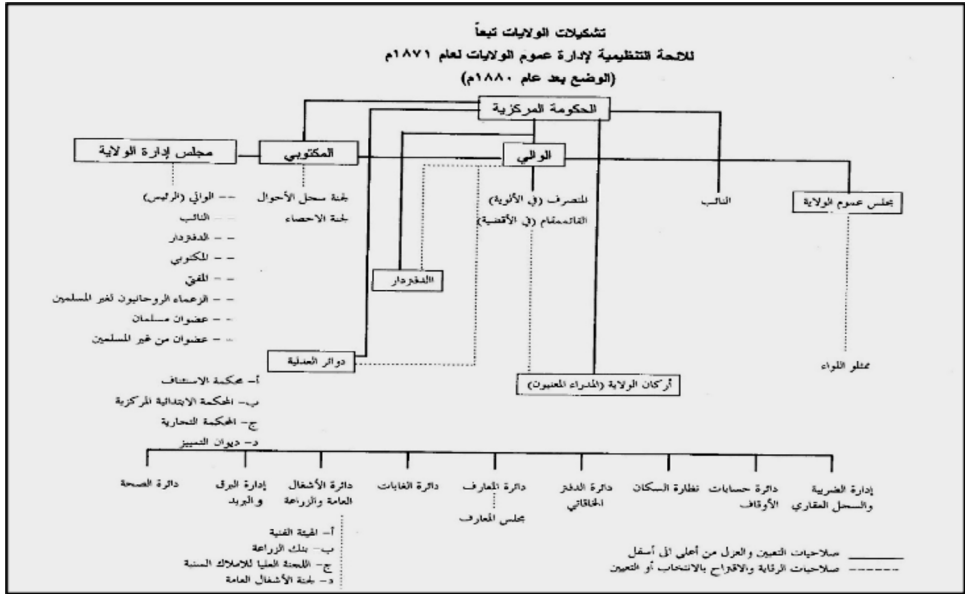 تشكيلات الولايات تبعاً
للائحة التنظيمية لإدارة عموم الولايات لعام ١٨٧١م
(الوضع بعد عام ١٨٨٠م)
الحكومة المركزية
مجلس إدارة الولاية
المكتوبي
الوالي
النائب
مجلس عموم الولاية
-- الوالي (الرئيس)
-- النائب
-- الدفتردار
-- المكتوبي
-- المفتي
-- الزعماء الروحانيون لغير المسلمين
-- عضوان مسلمان
-- عضوان من غير المسلمين
لجنة سجل الأحوال
لجنة الاحصاء
المتصرف (في الألوية)
القائممقام (في الأقضية)
الدفتردار
دوائر العدلية
أ- محكمة الاستئناف
ب- المحكمة الابتدائية المركزية
ج- المحكمة التجارية
د- ديوان التمييز
أركان الولاية (المدراء المعنيون)
ممثلو اللواء
إدارة الضريبة
والسجل العقاري
دائرة حسابات
الأوقاف
نظارة السكان
دائرة الدفتر
الخاقاني
دائرة المعارف
مجلس المعارف
دائرة الغابات
دائرة الأشغال
العامة والزراعة
أ- الهيئة الفنية
ب- بنك الزراعة
ج- اللجنة العليا للاملاك السنية
د- لجنة الأشغال العامة
إدارة البرق
والبريد
دائرة الصحة
صلاحيات التعيين والعزل من أعلى الى أسفل
صلاحيات الرقابة والاقتراح بالانتخاب أو التعيين